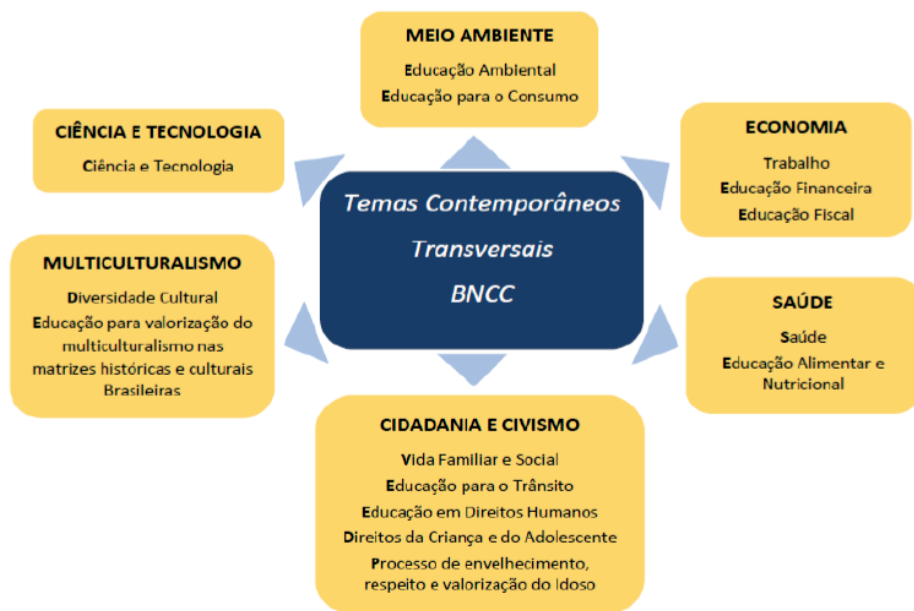 MEIO AMBIENTE
Educação Ambiental
Educação para o Consumo
CIÊNCIA E TECNOLOGIA
Ciência e Tecnologia
ECONOMIA
Trabalho
Educação Financeira
Educação Fiscal
Temas Contemporâneos
Transversais
BNCC
MULTICULTURALISMO
Diversidade Cultural
Educação para valorização do
multiculturalismo nas
matrizes históricas e culturais
Brasileiras
SAÚDE
Saúde
Educação Alimentar e
Nutricional
CIDADANIA E CIVISMO
Vida Familiar e Social
Educação para o Trânsito
Educação em Direitos Humanos
Direitos da Criança e do Adolescente
Processo de envelhecimento,
respeito e valorização do Idoso